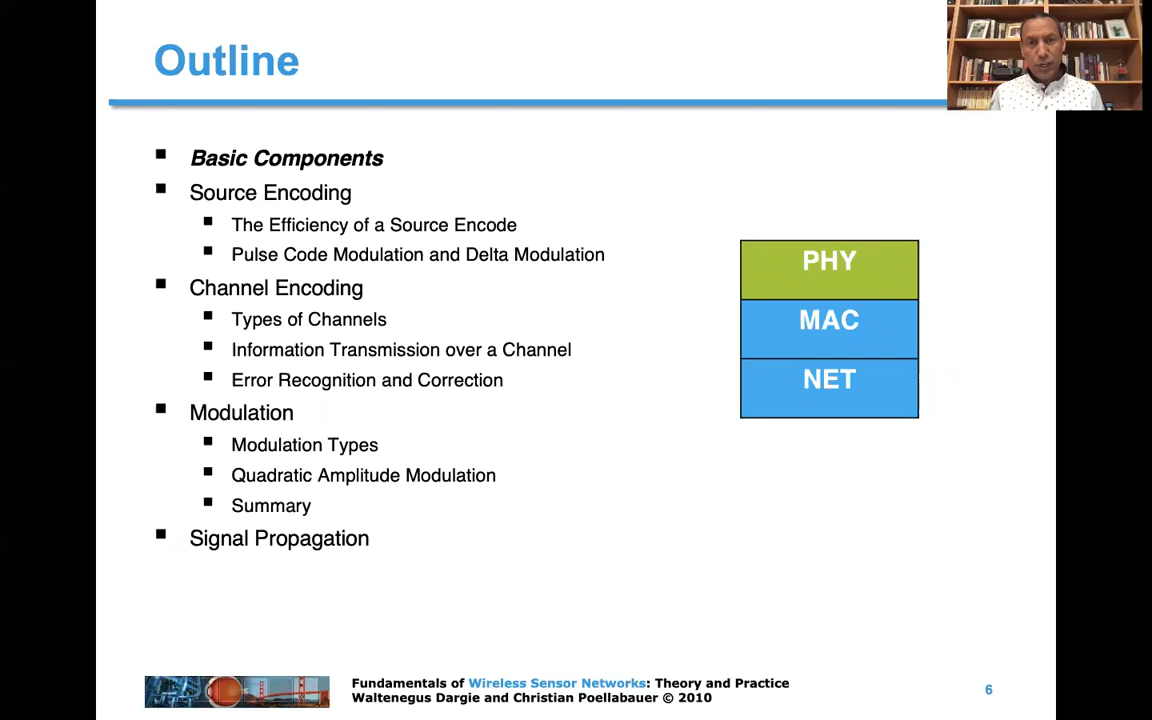 Outline
Basic Components
Source Encoding
The Efficiency of a Source Encode
Pulse Code Modulation and Delta Modulation
Channel Encoding
Types of Channels
Information Transmission over a Channel
Error Recognition and Correction
Modulation
Modulation Types
Quadratic Amplitude Modulation
Summary
Signal Propagation
PHY
MAC
NET
Fundamentals of Wireless Sensor Networks: Theory and Practice
Waltenegus Dargie and Christian Poellabauer © 2010
6